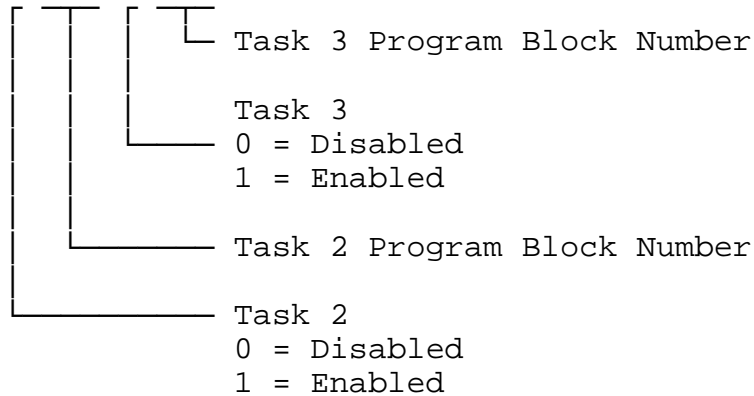 Task 3 Program Block Number
Task 3
0 = Disabled
1 = Enabled
Task 2 Program Block Number
Task 2
0 = Disabled
1 = Enabled